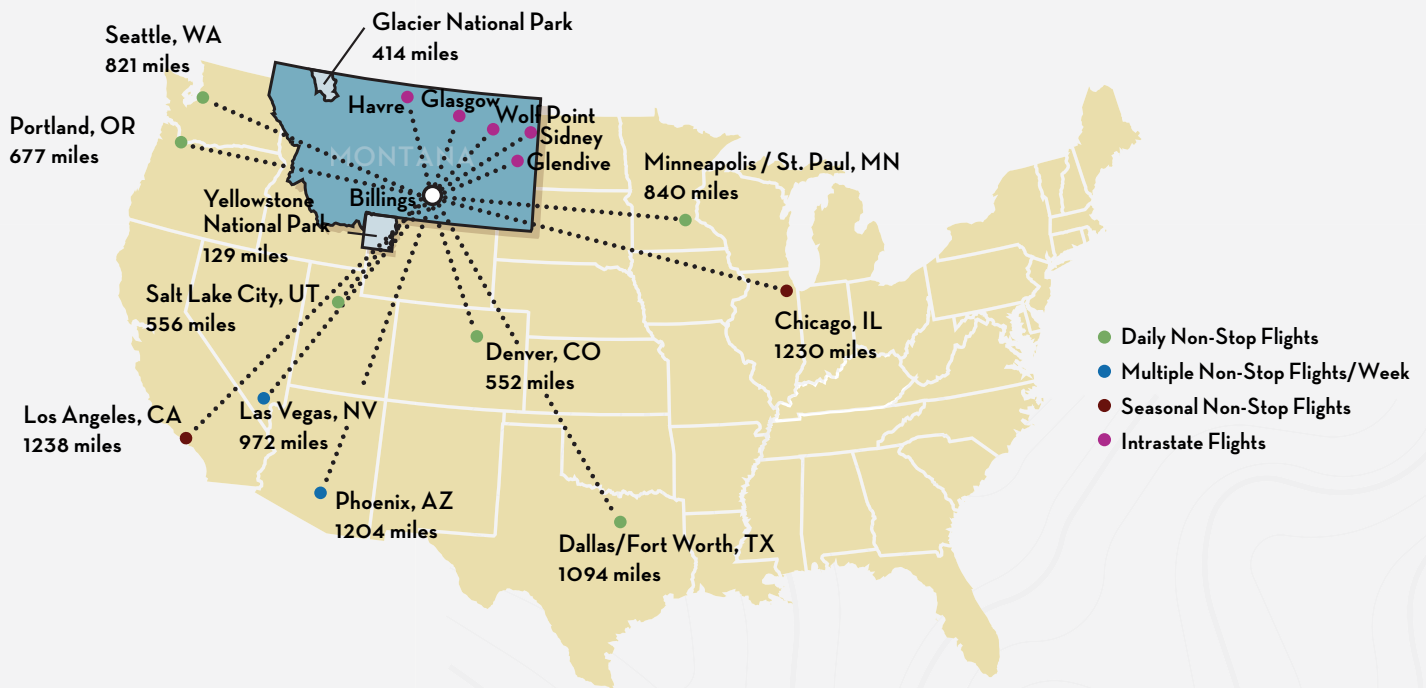 Glacier National Park
414 miles
Seattle, WA
821 miles
Portland, OR
677 miles
Havre
Glasgow
Wolf Point
Sidney
Glendive
MONTANA
Billings
Yellowstone
National Park
129 miles
Minneapolis / St. Paul, MN
840 miles
Salt Lake City, UT
556 miles
Chicago, IL
1230 miles
Denver, CO
552 miles
Los Angeles, CA
1238 miles
Las Vegas, NV
972 miles
Phoenix, AZ
1204 miles
Dallas/Fort Worth, TX
1094 miles
Daily Non-Stop Flights
Multiple Non-Stop Flights/Week
Seasonal Non-Stop Flights
Intrastate Flights